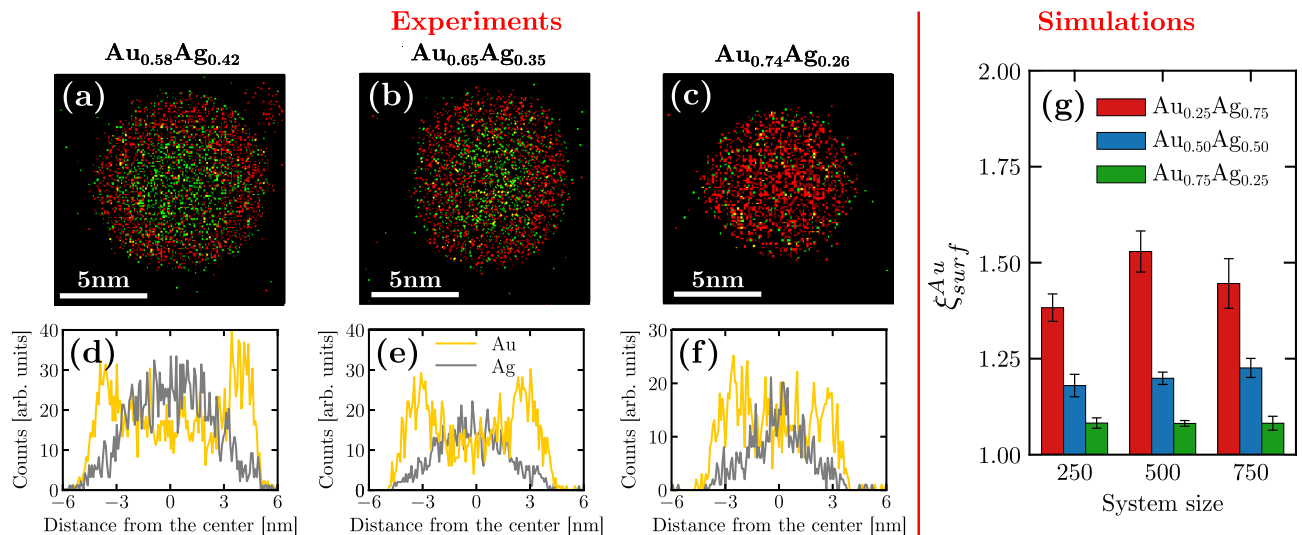 Experiments
Simulations
Au0.58Ag0.42
Au0.65Ag0.35
Au0.74Ag0.26
(a)
5nm
(b)
5nm
(c)
5nm
Counts [arb. units]
40
30
20
10
0
(d)
−6 −3 0 3 6
Distance from the center [nm]
Counts [arb. units]
40
30
20
10
0
(e)
Au
Ag
−6 −3 0 3 6
Distance from the center [nm]
Counts [arb. units]
30
20
10
0
(f)
−6 −3 0 3 6
Distance from the center [nm]
(g)
Au0.25Ag0.75
Au0.50Ag0.50
Au0.75Ag0.25
ξ^Au_surf
2.00
1.75
1.50
1.25
1.00
250 500 750
System size